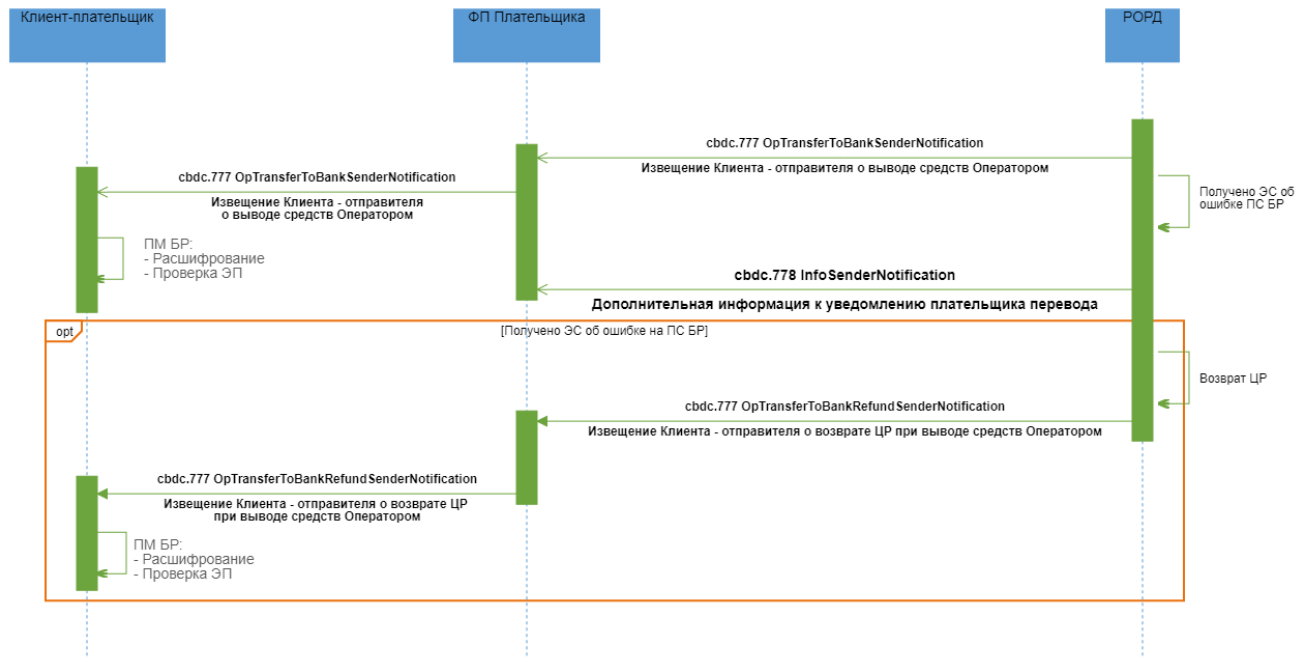 Клиент-плательщик
ФП Плательщика
РОРД
cbdc.777 OpTransferToBankSenderNotification
Извещение Клиента - отправителя о выводе средств Оператором
cbdc.777 OpTransferToBankSenderNotification
Извещение Клиента - отправителя
о выводе средств Оператором
Получено ЭС об
ошибке ПС БР
ПМ БР:
- Расшифрование
- Проверка ЭП
cbdc.778 InfoSenderNotification
Дополнительная информация к уведомлению плательщика перевода
opt
[Получено ЭС об ошибке на ПС БР]
Возврат ЦР
cbdc.777 OpTransferToBankRefundSenderNotification
Извещение Клиента - отправителя о возврате ЦР при выводе средств Оператором
cbdc.777 OpTransferToBankRefundSenderNotification
Извещение Клиента - отправителя о возврате ЦР
при выводе средств Оператором
ПМ БР:
- Расшифрование
- Проверка ЭП